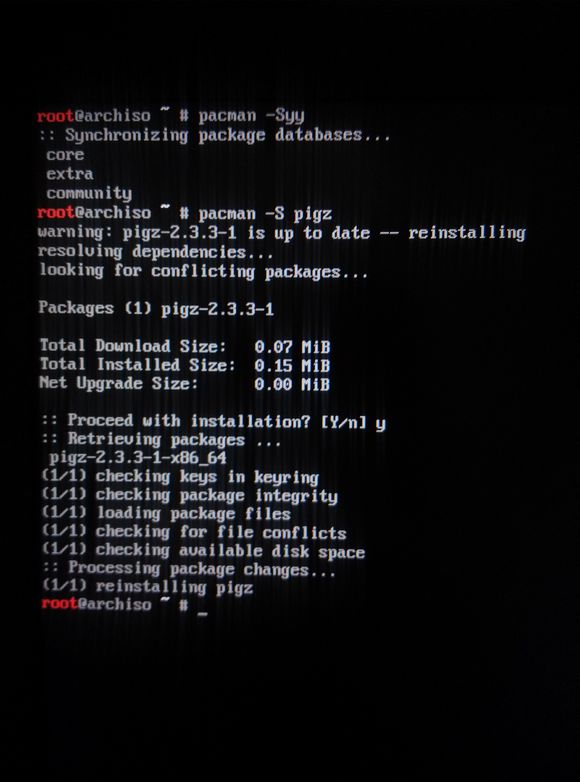 root@archiso ~ # pacman -Syy
:: Synchronizing package databases...
 core
 extra
 community
root@archiso ~ # pacman -S pigz
warning: pigz-2.3.3-1 is up to date -- reinstalling
resolving dependencies...
looking for conflicting packages...

Packages (1) pigz-2.3.3-1

Total Download Size:   0.07 MiB
Total Installed Size:  0.15 MiB
Net Upgrade Size:      0.00 MiB

:: Proceed with installation? [Y/n] y
:: Retrieving packages ...
 pigz-2.3.3-1-x86_64
(1/1) checking keys in keyring
(1/1) checking package integrity
(1/1) loading package files
(1/1) checking for file conflicts
(1/1) checking available disk space
:: Processing package changes...
(1/1) reinstalling pigz
root@archiso ~ # _